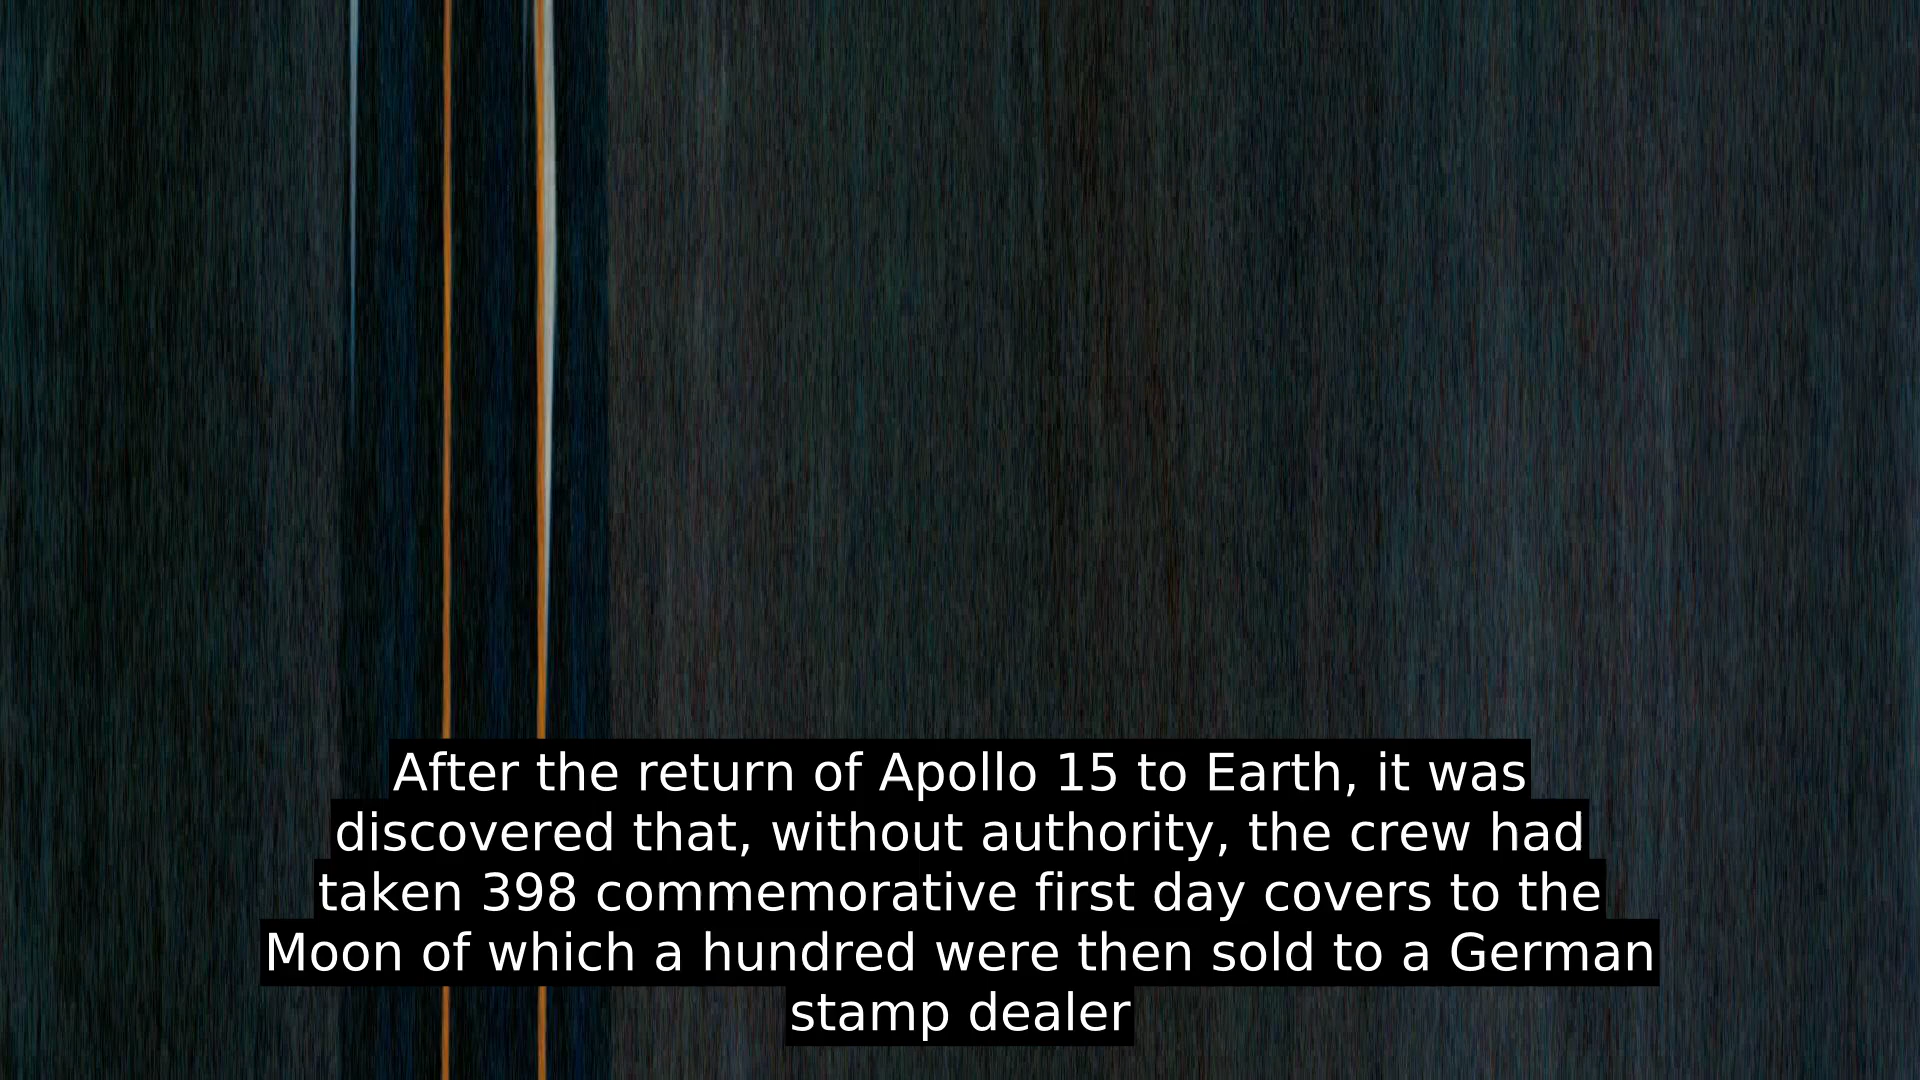 After the return of Apollo 15 to Earth, it was
discovered that, without authority, the crew had
taken 398 commemorative first day covers to the
Moon of which a hundred were then sold to a German
stamp dealer